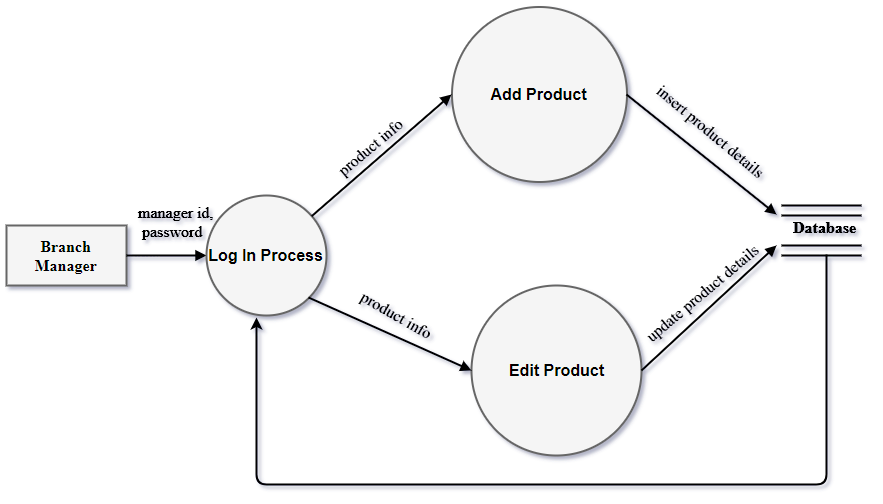 Add Product
insert product details
product info
manager id,
password
Branch
Manager
Log In Process
Database
product info
update product details
Edit Product